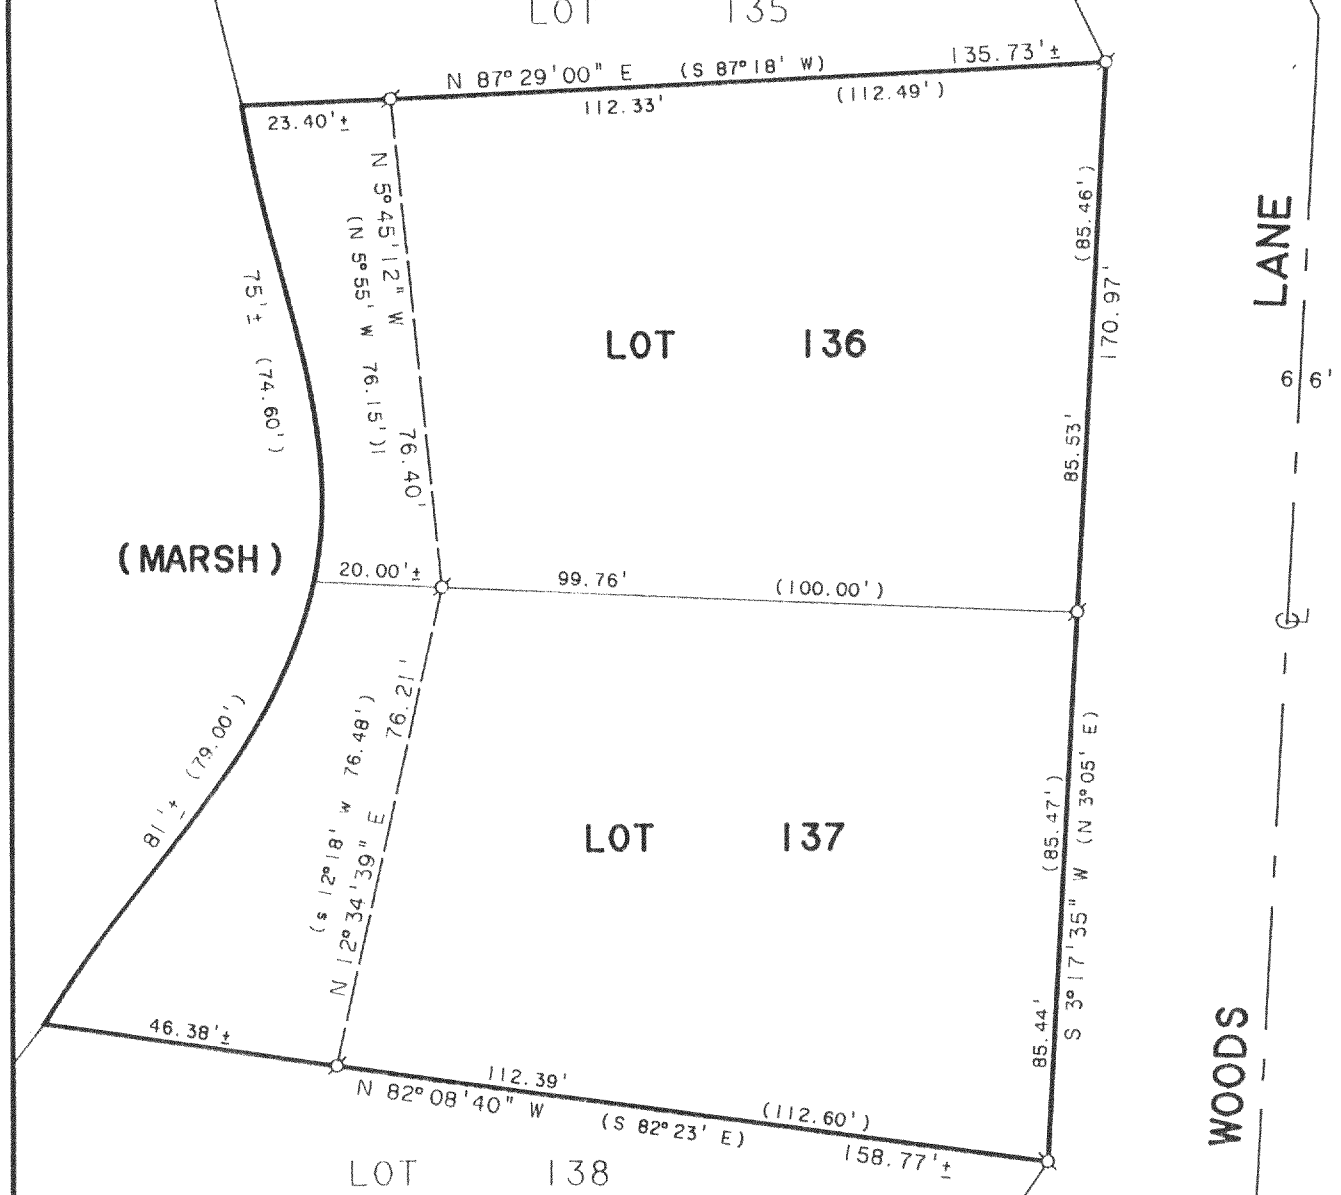 LOT 135
N 87°29'00" E (S 87°18' W) 135.73'±
23.40'± 112.33' (112.49')
N 5°45'12" W 76.40'
(N 5°55' W 76.15')
75'± (74.60')
(85.46')
170.97'
85.53'
LOT 136
LANE
66'
(MARSH)
20.00'± 99.76' (100.00')
CL
81'± (79.00')
(S 12°18' W 76.48')
N 12°34'39" E 76.21'
LOT 137
(85.47')
S 3°17'35" W (N 3°05' E)
85.44'
WOODS
46.38'± 112.39' (112.60')
N 82°08'40" W (S 82°23' E) 158.77'±
LOT 138